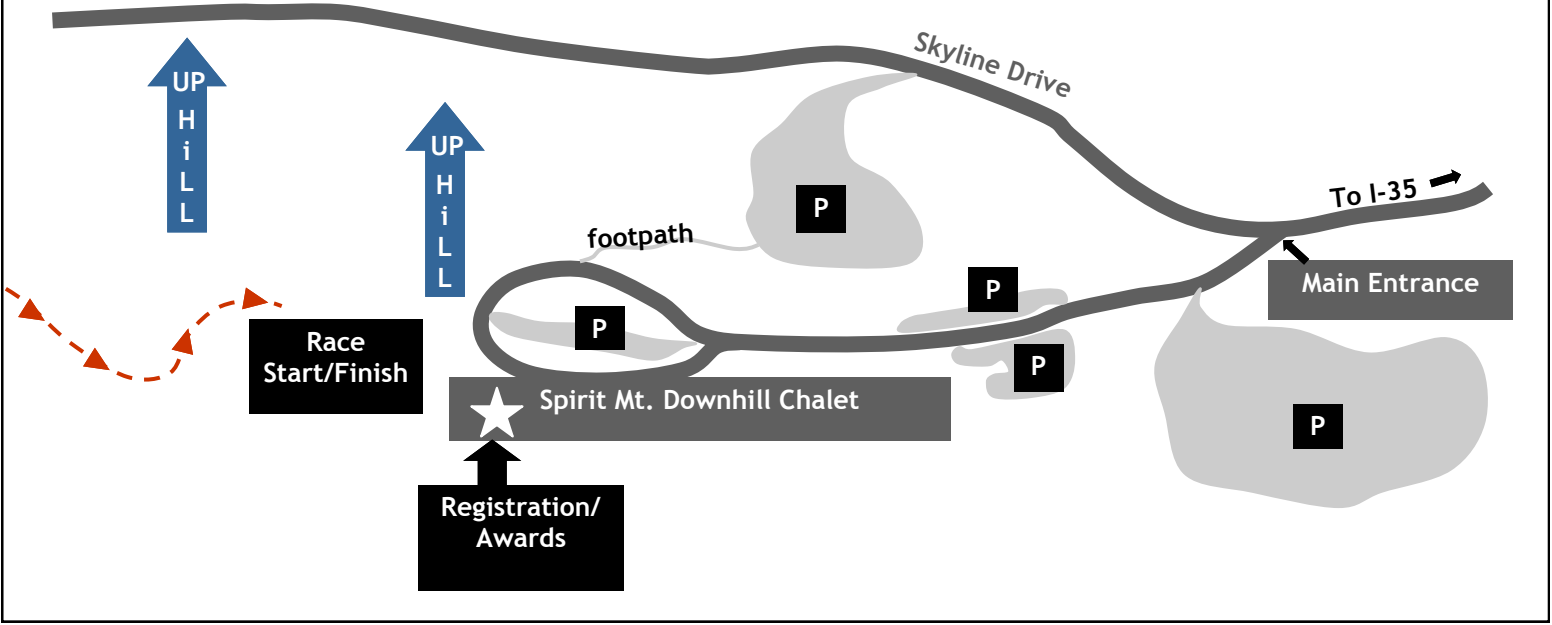 Skyline Drive
UP
H
i
L
L
UP
H
i
L
L
To I-35
P
footpath
P
Main Entrance
P
Race
Start/Finish
P
Spirit Mt. Downhill Chalet
P
Registration/
Awards